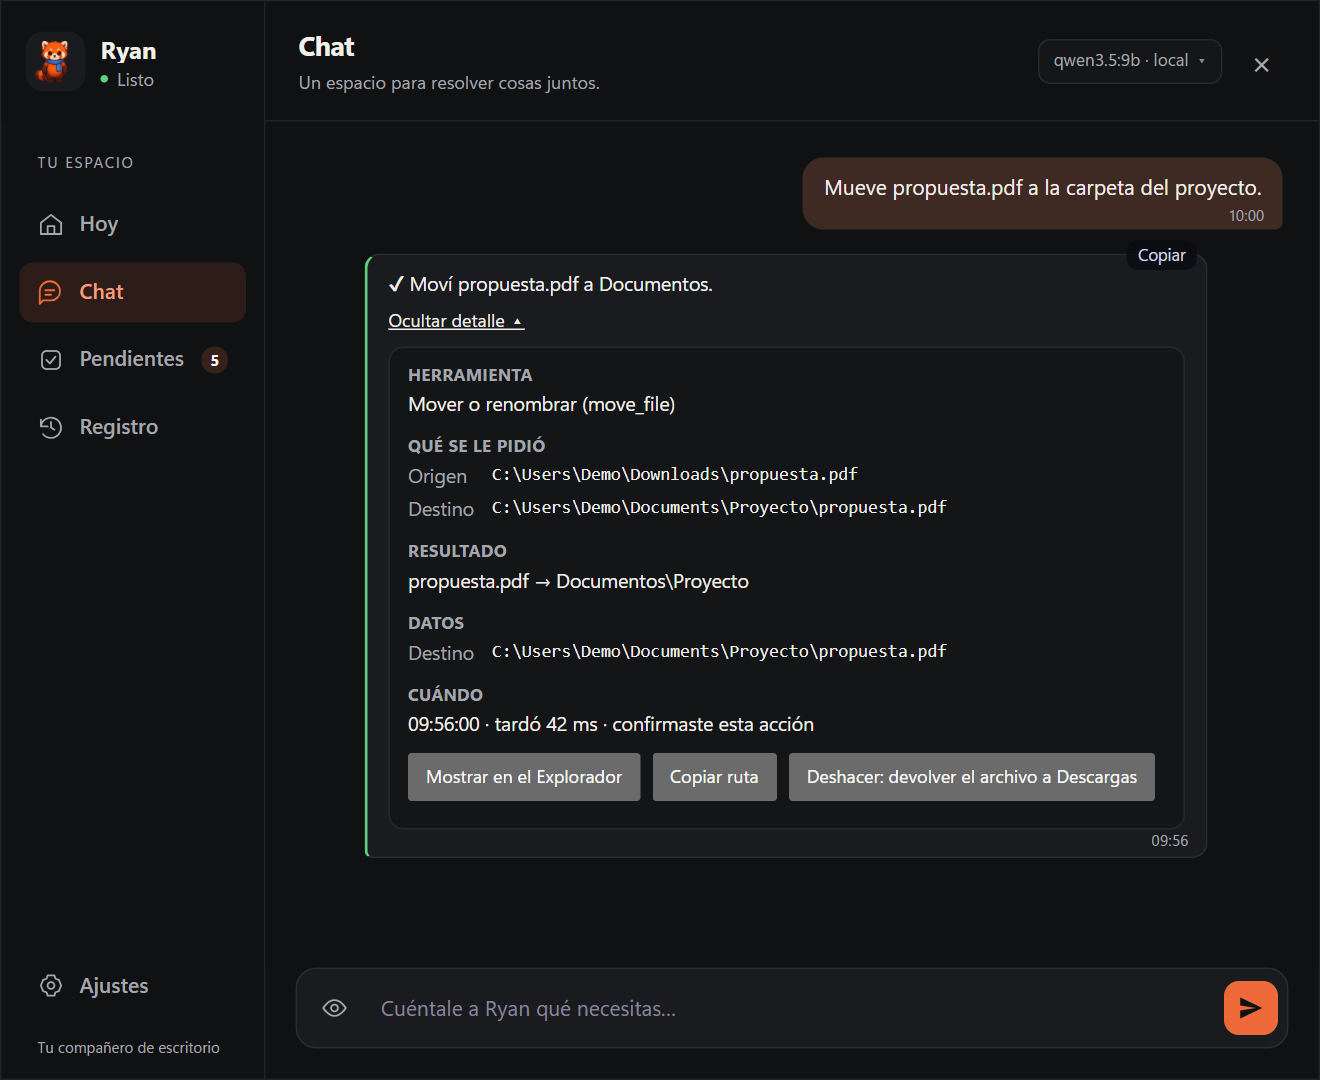 Ryan
Listo
TU ESPACIO
Hoy
Chat
Pendientes 5
Registro
Ajustes
Tu compañero de escritorio
Chat
Un espacio para resolver cosas juntos.
qwen3.5:9b · local
Mueve propuesta.pdf a la carpeta del proyecto.
10:00
Copiar
✓ Moví propuesta.pdf a Documentos.
Ocultar detalle ▲
HERRAMIENTA
Mover o renombrar (move_file)
QUÉ SE LE PIDIÓ
Origen C:\Users\Demo\Downloads\propuesta.pdf
Destino C:\Users\Demo\Documents\Proyecto\propuesta.pdf
RESULTADO
propuesta.pdf → Documentos\Proyecto
DATOS
Destino C:\Users\Demo\Documents\Proyecto\propuesta.pdf
CUÁNDO
09:56:00 · tardó 42 ms · confirmaste esta acción
Mostrar en el Explorador
Copiar ruta
Deshacer: devolver el archivo a Descargas
09:56
Cuéntale a Ryan qué necesitas...